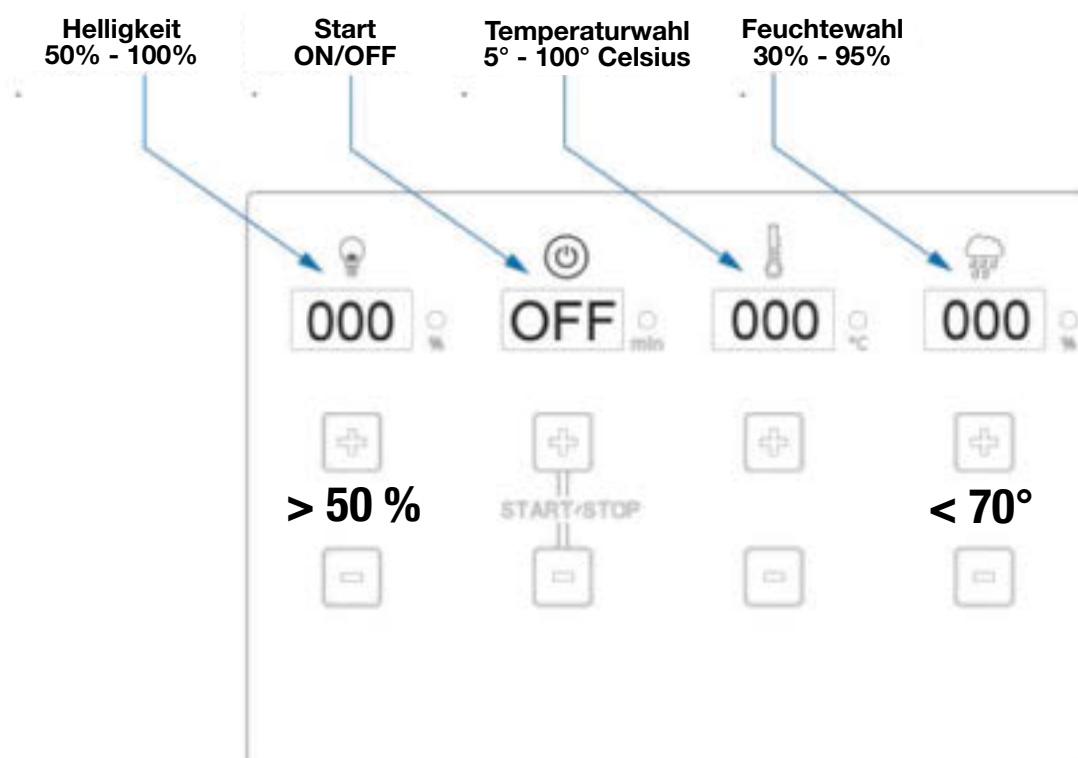 Helligkeit
50% - 100%
Start
ON/OFF
Temperaturwahl
5° - 100° Celsius
Feuchtewahl
30% - 95%
000
%
OFF
min
000
°C
000
%
> 50 %
START/STOP
< 70°